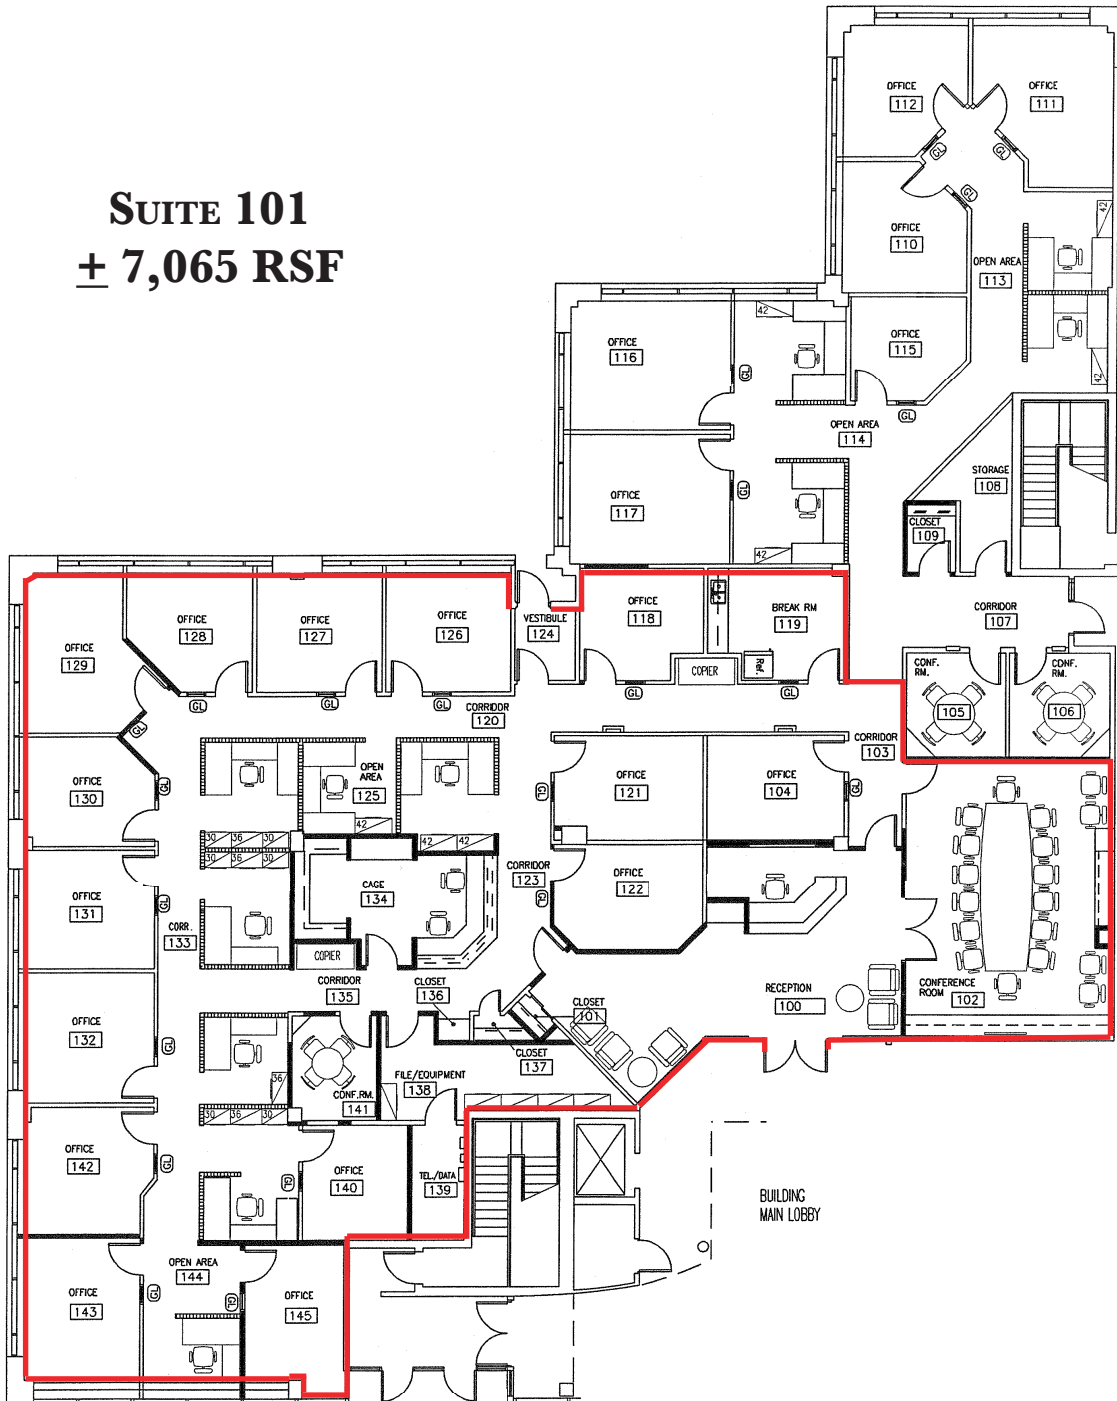 SUITE 101
± 7,065 RSF
OFFICE
112
OFFICE
111
GL
GL
GL
OFFICE
110
42
OPEN AREA
113
42
OFFICE
116
42
OFFICE
115
GL
GL
OPEN AREA
114
STORAGE
108
OFFICE
117
GL
42
CLOSET
109
OFFICE
129
OFFICE
128
OFFICE
127
OFFICE
126
VESTIBULE
124
OFFICE
118
BREAK RM
119
CORRIDOR
107
Ref.
COPIER
CONF.
RM.
105
CONF.
RM.
106
GL
GL
GL
GL
GL
GL
CORRIDOR
120
CORRIDOR
103
OFFICE
130
GL
OPEN
AREA
125
42
GL
OFFICE
121
OFFICE
104
GL
30 36 30
30 36 30
42 42
OFFICE
131
GL
CORR.
133
CAGE
134
CORRIDOR
123
GL
OFFICE
122
COPIER
CORRIDOR
135
CLOSET
136
CLOSET
101
RECEPTION
100
CONFERENCE
ROOM
102
OFFICE
132
GL
36
CLOSET
137
FILE/EQUIPMENT
138
CONF.RM.
141
30 36 30
OFFICE
142
GL
GL
OFFICE
140
TEL./DATA
139
BUILDING
MAIN LOBBY
OPEN AREA
144
OFFICE
143
GL
GL
OFFICE
145